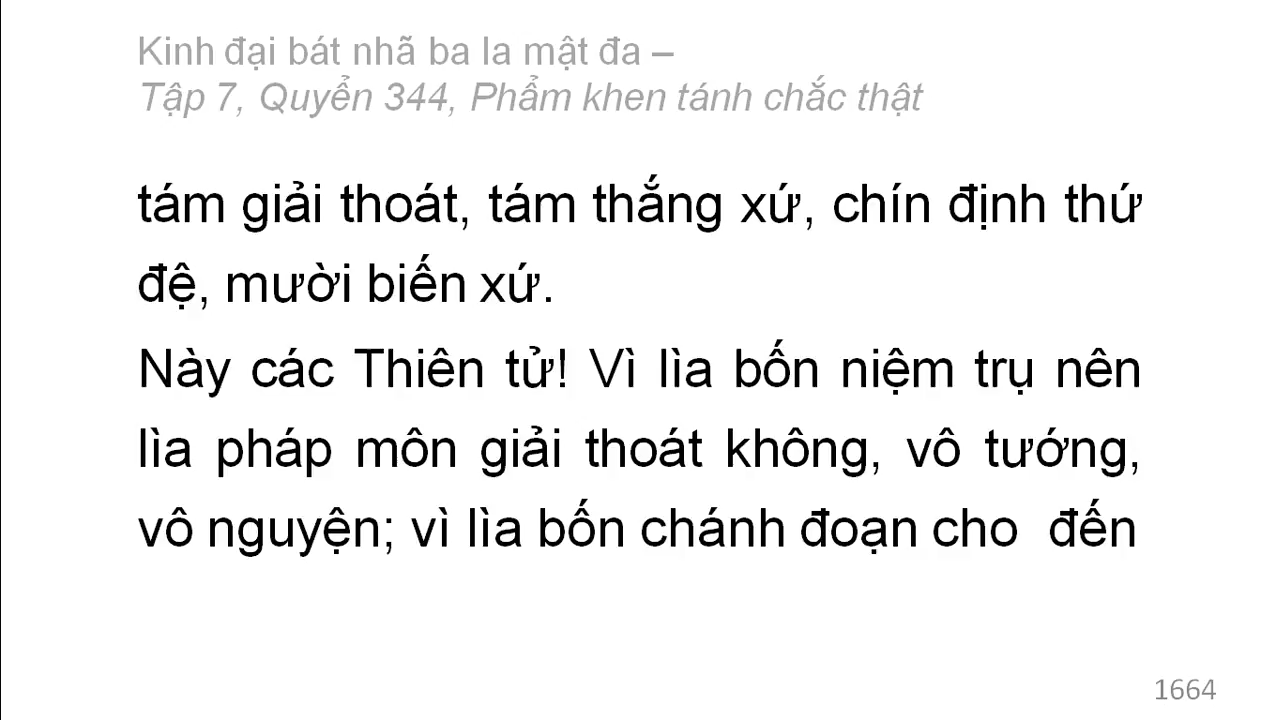 Kinh đại bát nhã ba la mật đa –
Tập 7, Quyển 344, Phẩm khen tánh chắc thật
tám giải thoát, tám thắng xứ, chín định thứ
đệ, mười biến xứ.
Này các Thiên tử! Vì lìa bốn niệm trụ nên
lìa pháp môn giải thoát không, vô tướng,
vô nguyện; vì lìa bốn chánh đoạn cho đến
1664